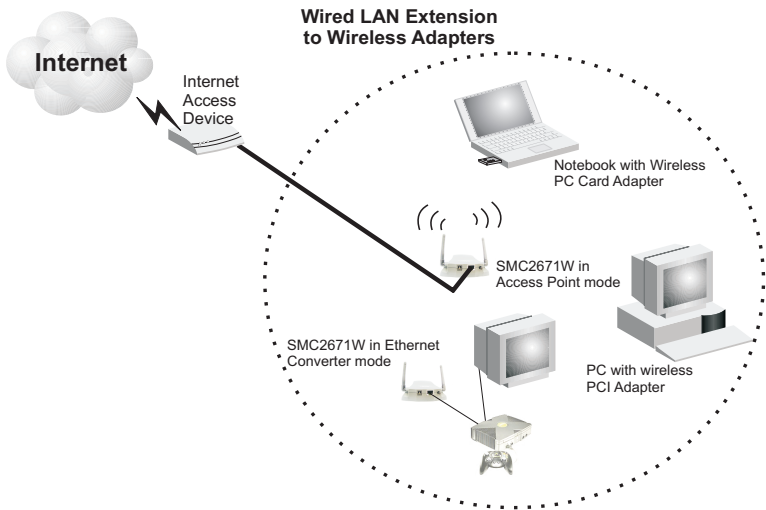 Wired LAN Extension
to Wireless Adapters
Internet
Internet
Access
Device
Notebook with Wireless
PC Card Adapter
SMC2671W in
Access Point mode
SMC2671W in Ethernet
Converter mode
PC with wireless
PCI Adapter